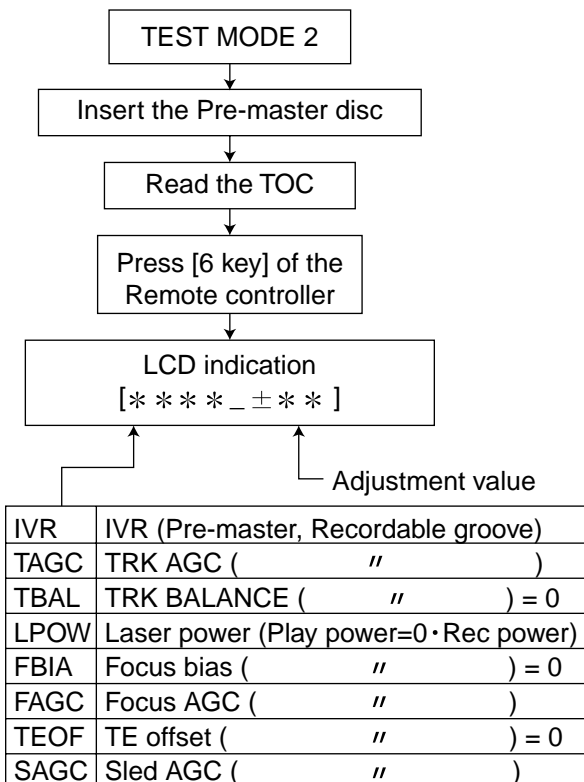 TEST MODE 2
Insert the Pre-master disc
Read the TOC
Press [6 key] of the
Remote controller
LCD indication
[＊＊＊＊_±＊＊]
Adjustment value
IVR IVR (Pre-master, Recordable groove)
TAGC TRK AGC ( 〃 )
TBAL TRK BALANCE ( 〃 ) = 0
LPOW Laser power (Play power=0・Rec power)
FBIA Focus bias ( 〃 ) = 0
FAGC Focus AGC ( 〃 )
TEOF TE offset ( 〃 ) = 0
SAGC Sled AGC ( 〃 )